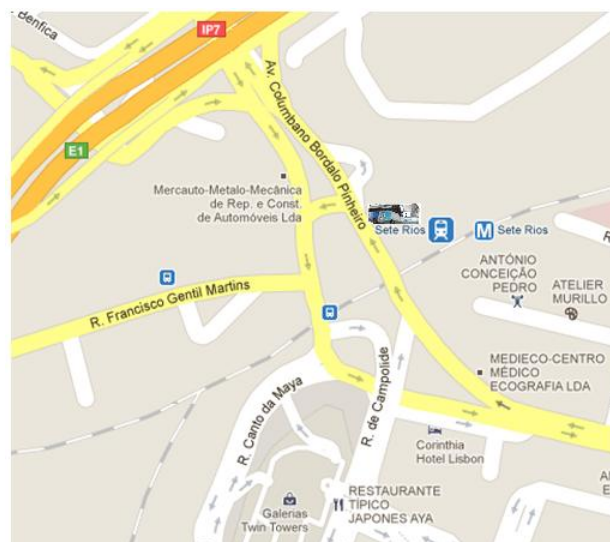 Benfica
IP7
E1
Av. Columbano Bordalo Pinheiro
Mercauto-Metalo-Mecânica
de Rep. e Const.
de Automóveis Lda
Sete Rios
M
Sete Rios
R
ANTÓNIO
CONCEIÇÃO
PEDRO
ATELIER
MURILLO
R. Francisco Gentil Martins
MEDIECO-CENTRO
MÉDICO
ECOGRAFIA LDA
R. Canto da Maya
R. de Campolide
Corinthia
Hotel Lisbon
RESTAURANTE
TÍPICO
JAPONES AYA
Galerias
Twin Towers